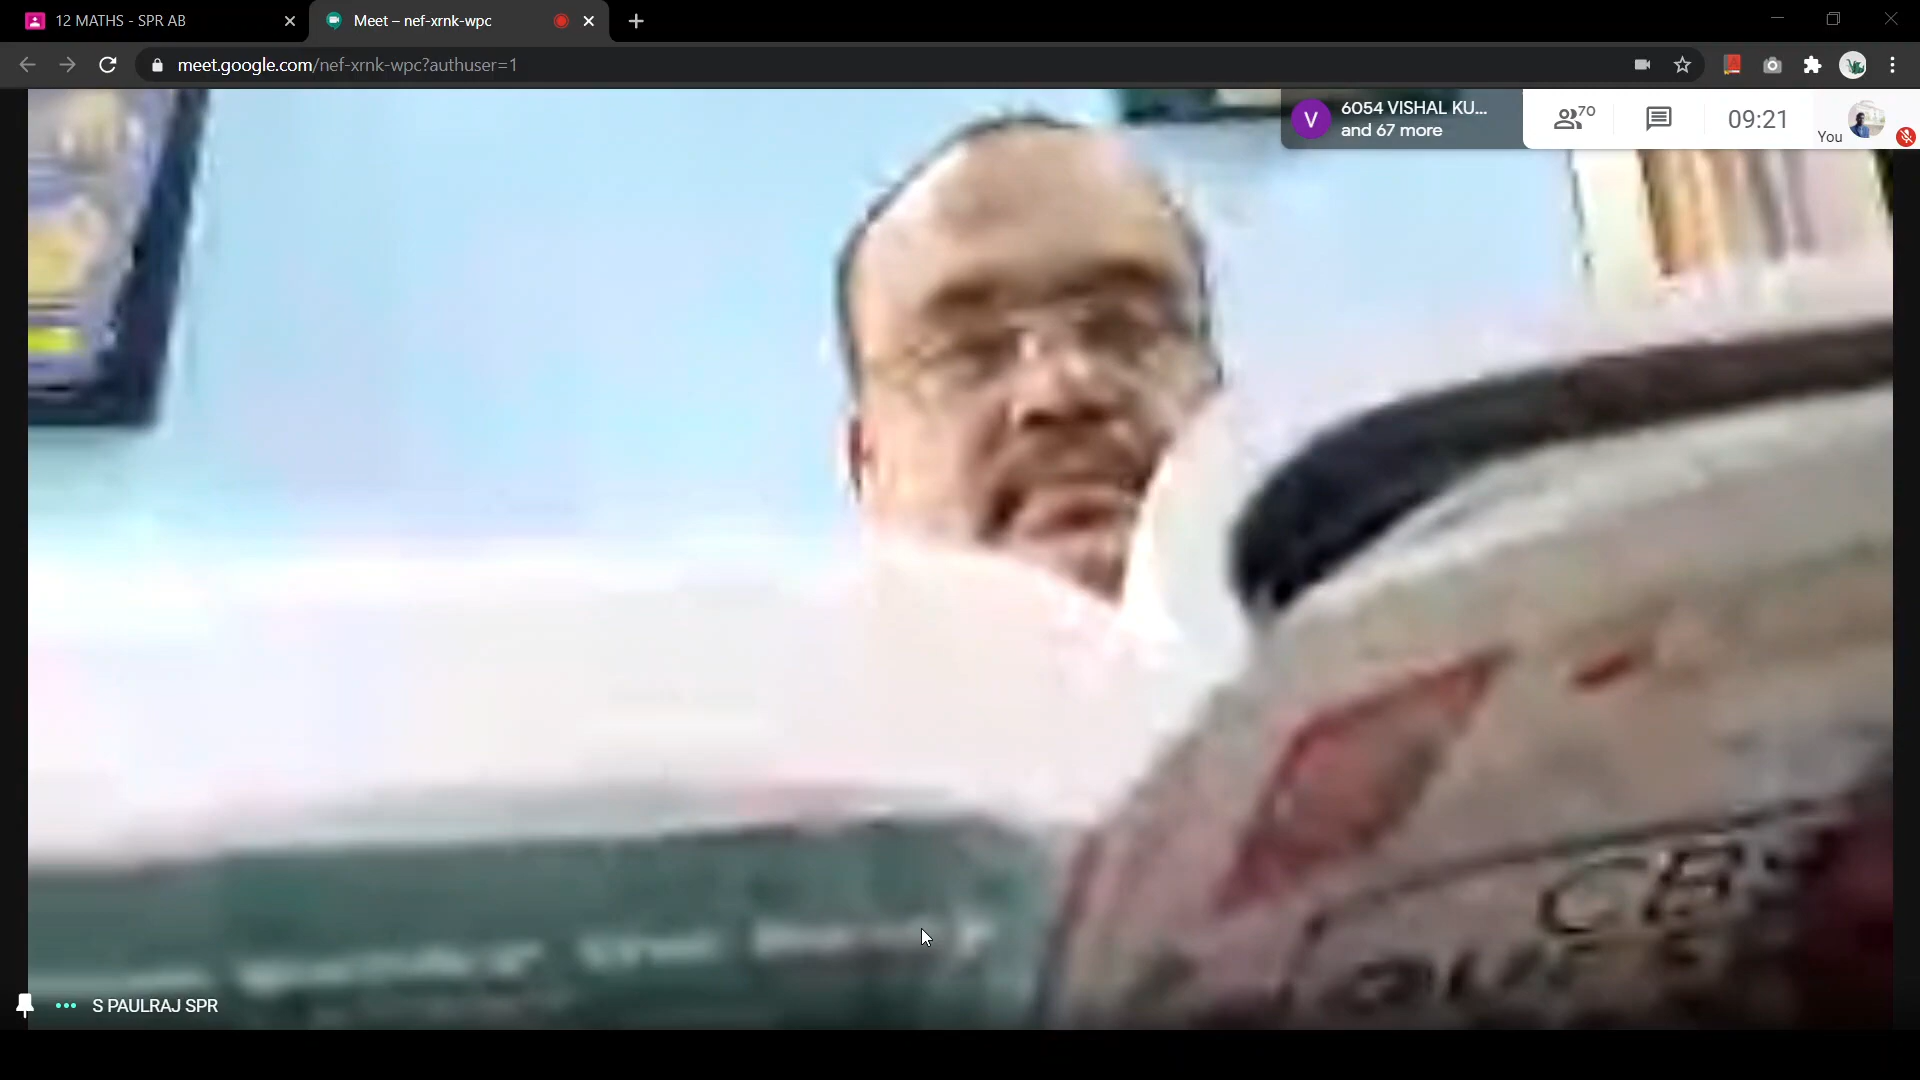 12 MATHS - SPR AB
Meet – nef-xrnk-wpc
meet.google.com/nef-xrnk-wpc?authuser=1
V
6054 VISHAL KU...
and 67 more
70
09:21
You
CB
S PAULRAJ SPR